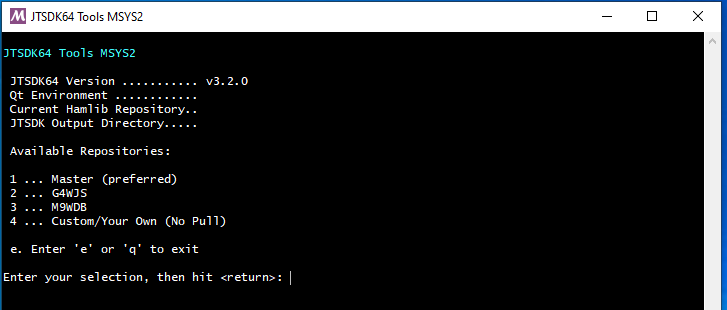 JTSDK64 Tools MSYS2
JTSDK64 Tools MSYS2
JTSDK64 Version ........... v3.2.0
Qt Environment ............
Current Hamlib Repository..
JTSDK Output Directory.....
Available Repositories:
1 ... Master (preferred)
2 ... G4WJS
3 ... M9WDB
4 ... Custom/Your Own (No Pull)
e. Enter 'e' or 'q' to exit
Enter your selection, then hit <return>: